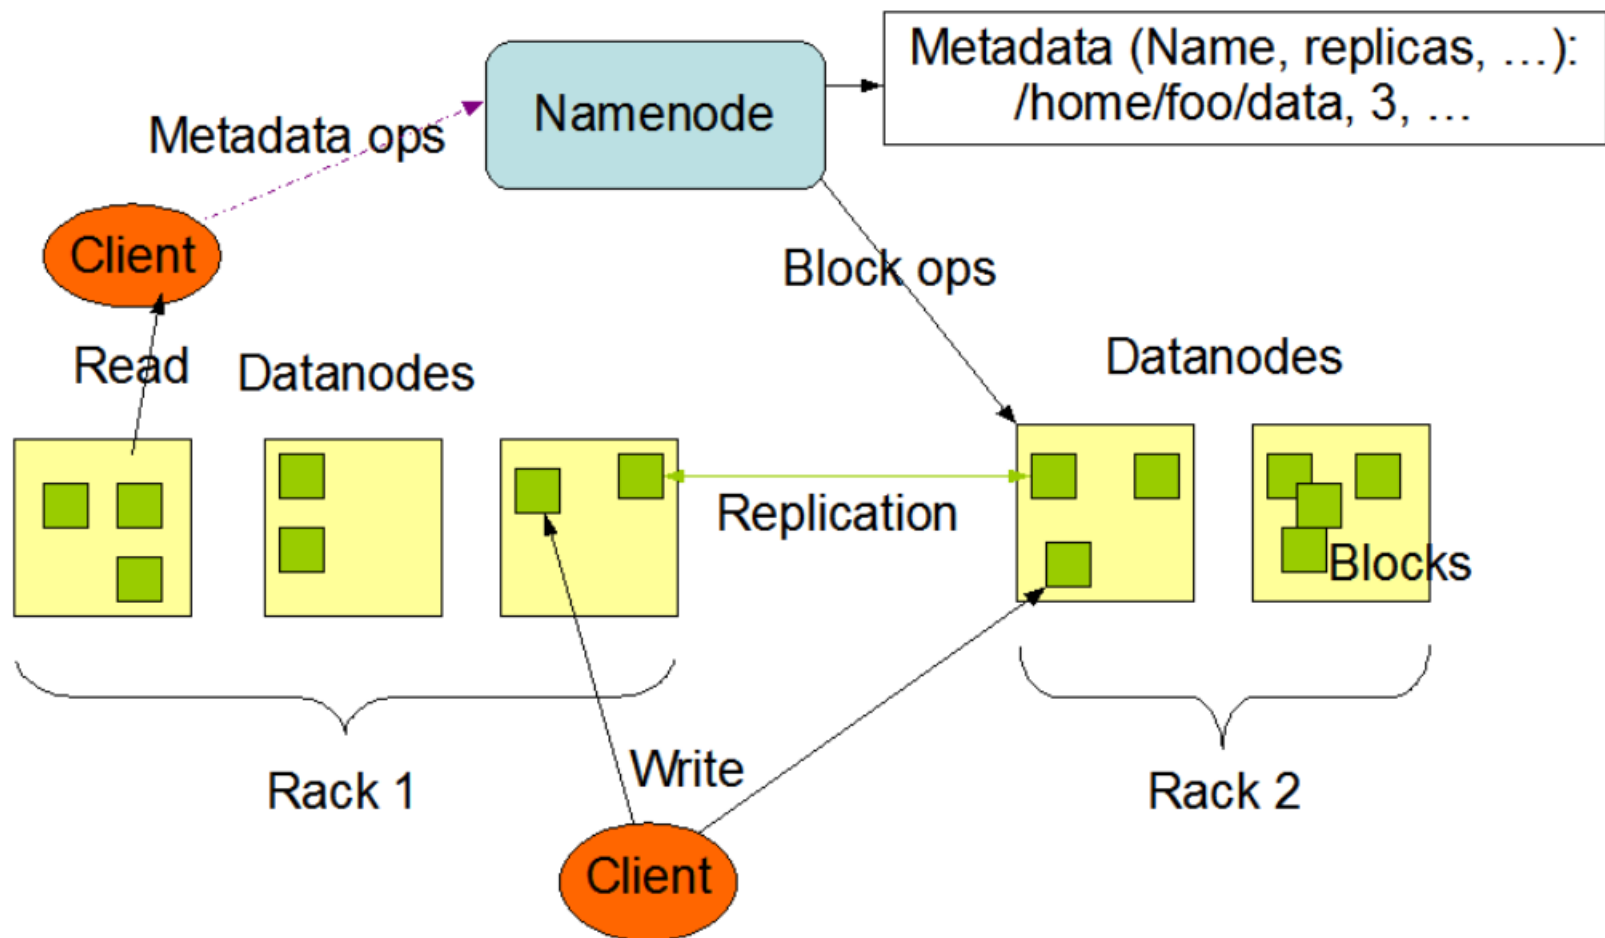 Metadata (Name, replicas, …):
/home/foo/data, 3, …
Namenode
Metadata ops
Client
Block ops
Read
Datanodes
Datanodes
Replication
Blocks
Rack 1
Write
Rack 2
Client